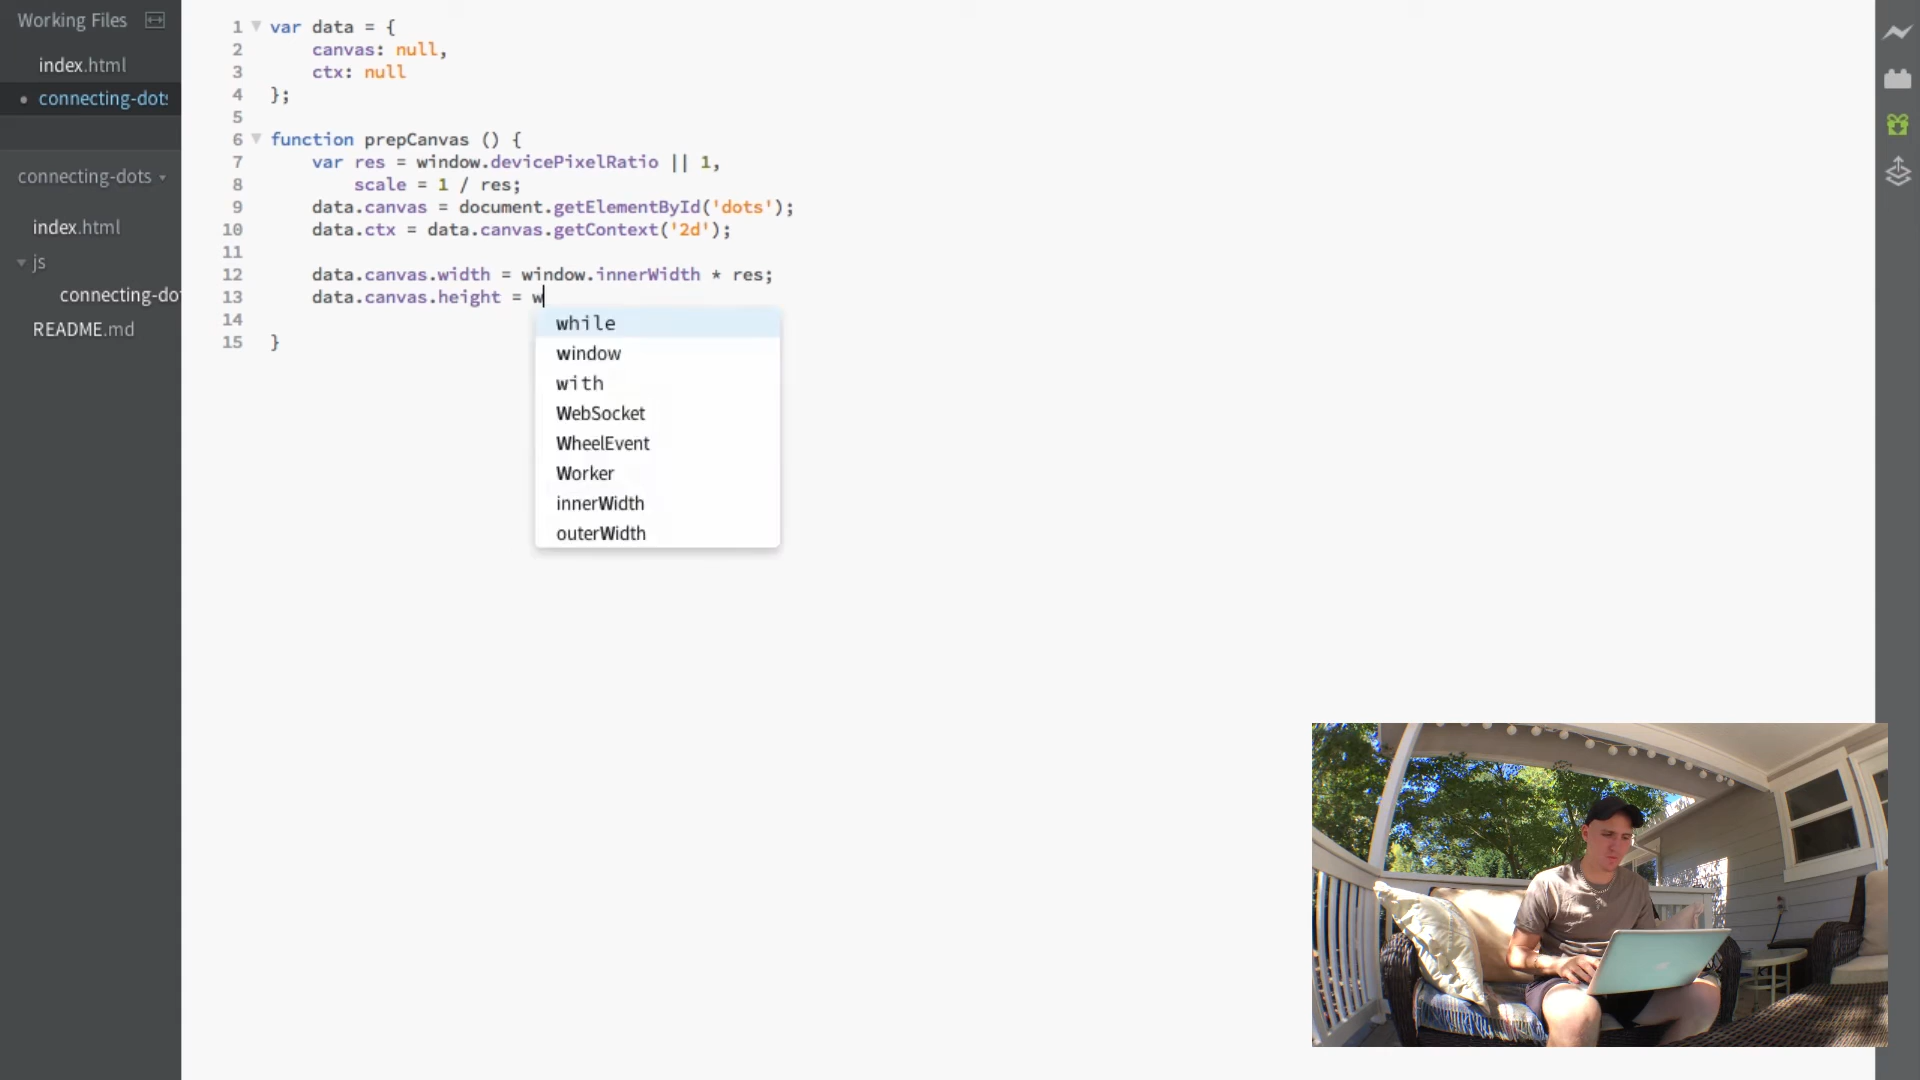 Working Files
index.html
connecting-dots
connecting-dots
index.html
js
connecting-do
README.md
1 var data = {
2 canvas: null,
3 ctx: null
4 };
5
6 function prepCanvas () {
7 var res = window.devicePixelRatio || 1,
8 scale = 1 / res;
9 data.canvas = document.getElementById('dots');
10 data.ctx = data.canvas.getContext('2d');
11
12 data.canvas.width = window.innerWidth * res;
13 data.canvas.height = w
14
15 }
while
window
with
WebSocket
WheelEvent
Worker
innerWidth
outerWidth